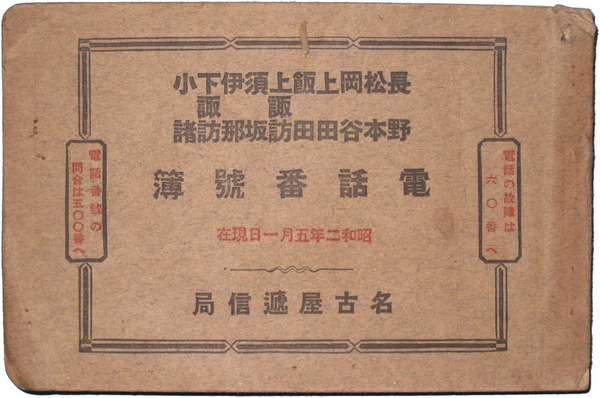 長野
松本
岡谷
上田
飯田
上諏訪
須坂
伊那
下諏訪
小諸
電話番號簿
昭和二年五月一日現在
名古屋遞信局
電話の故障は
六〇番へ
電話番號の
問合は五〇〇番へ